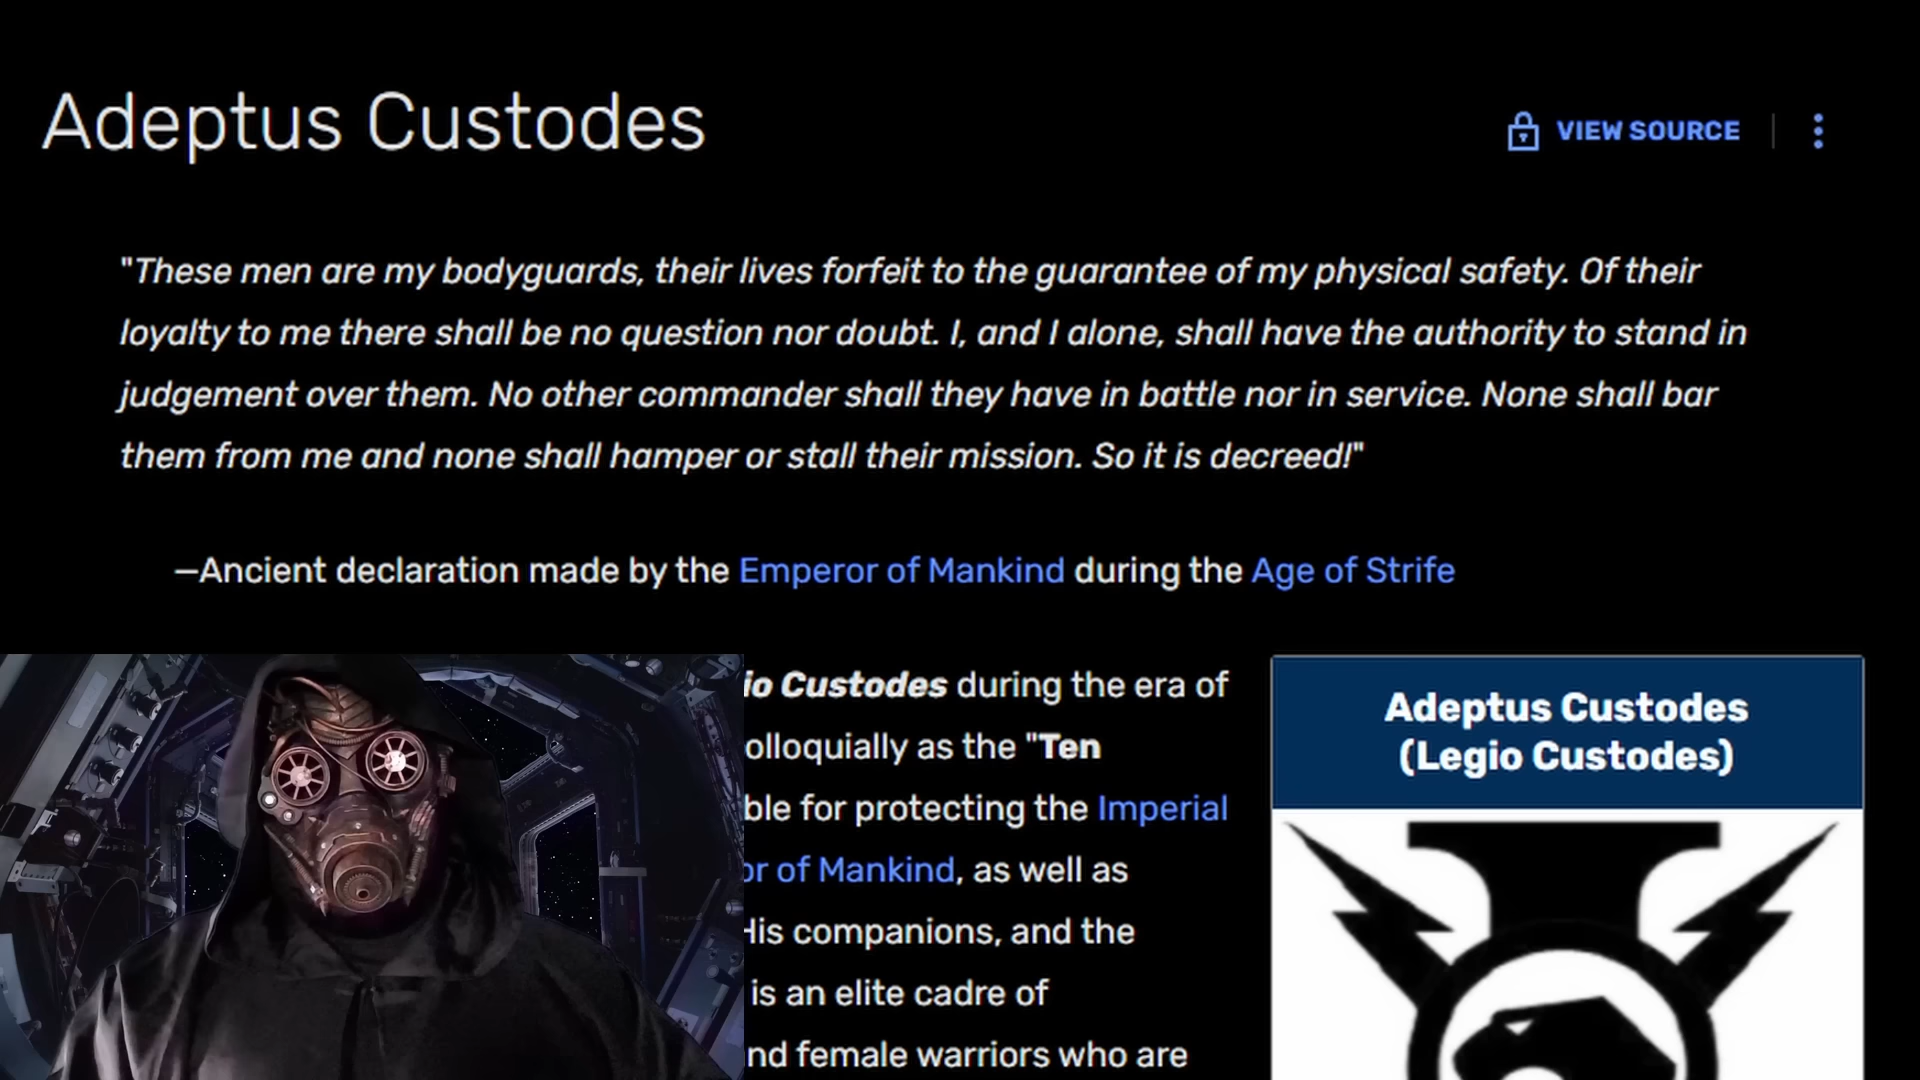 Adeptus Custodes
VIEW SOURCE
"These men are my bodyguards, their lives forfeit to the guarantee of my physical safety. Of their
loyalty to me there shall be no question nor doubt. I, and I alone, shall have the authority to stand in
judgement over them. No other commander shall they have in battle nor in service. None shall bar
them from me and none shall hamper or stall their mission. So it is decreed!"
—Ancient declaration made by the Emperor of Mankind during the Age of Strife
io Custodes during the era of
olloquially as the "Ten
ble for protecting the Imperial
or of Mankind, as well as
His companions, and the
is an elite cadre of
nd female warriors who are
Adeptus Custodes
(Legio Custodes)